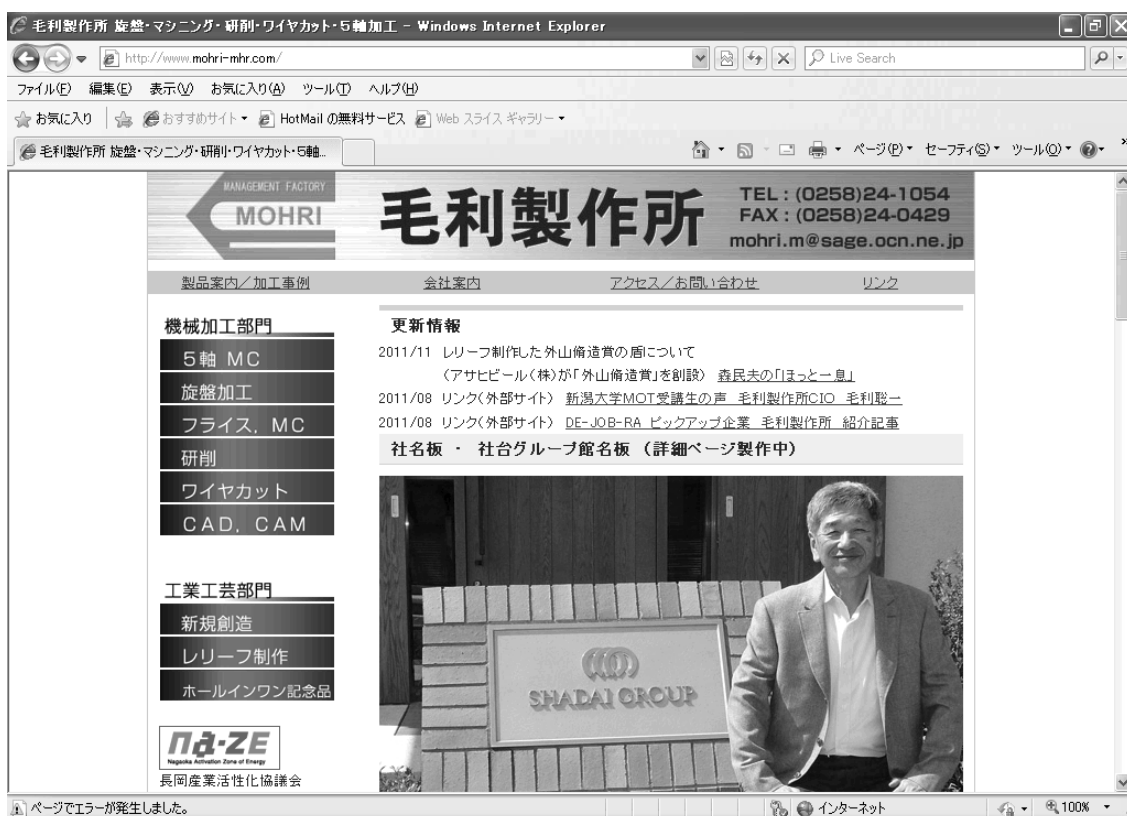 毛利製作所 旋盤・マシニング・研削・ワイヤカット・5軸加工 - Windows Internet Explorer
http://www.mohri-mhr.com/
Live Search
ファイル(F) 編集(E) 表示(V) お気に入り(A) ツール(T) ヘルプ(H)
お気に入り おすすめサイト HotMail の無料サービス Web スライス ギャラリー
毛利製作所 旋盤・マシニング・研削・ワイヤカット・5軸...
ページ(P) セーフティ(S) ツール(O)
MANAGEMENT FACTORY
MOHRI
毛利製作所
TEL : (0258)24-1054
FAX : (0258)24-0429
mohri.m@sage.ocn.ne.jp
製品案内/加工事例 会社案内 アクセス/お問い合わせ リンク
機械加工部門
5軸 MC
旋盤加工
フライス, MC
研削
ワイヤカット
CAD, CAM
工業工芸部門
新規創造
レリーフ制作
ホールインワン記念品
na-ZE
Nagaoka Activation Zone of Energy
長岡産業活性化協議会
更新情報
2011/11 レリーフ制作した外山脩造賞の盾について
(アサヒビール(株)が「外山脩造賞」を創設) 森民夫の「ほっと一息」
2011/08 リンク(外部サイト) 新潟大学MOT受講生の声 毛利製作所CIO 毛利聡一
2011/08 リンク(外部サイト) DE-JOB-RA ピックアップ企業 毛利製作所 紹介記事
社名板 ・ 社台グループ館名板 (詳細ページ製作中)
SHADAI GROUP
ページでエラーが発生しました。
インターネット
100%